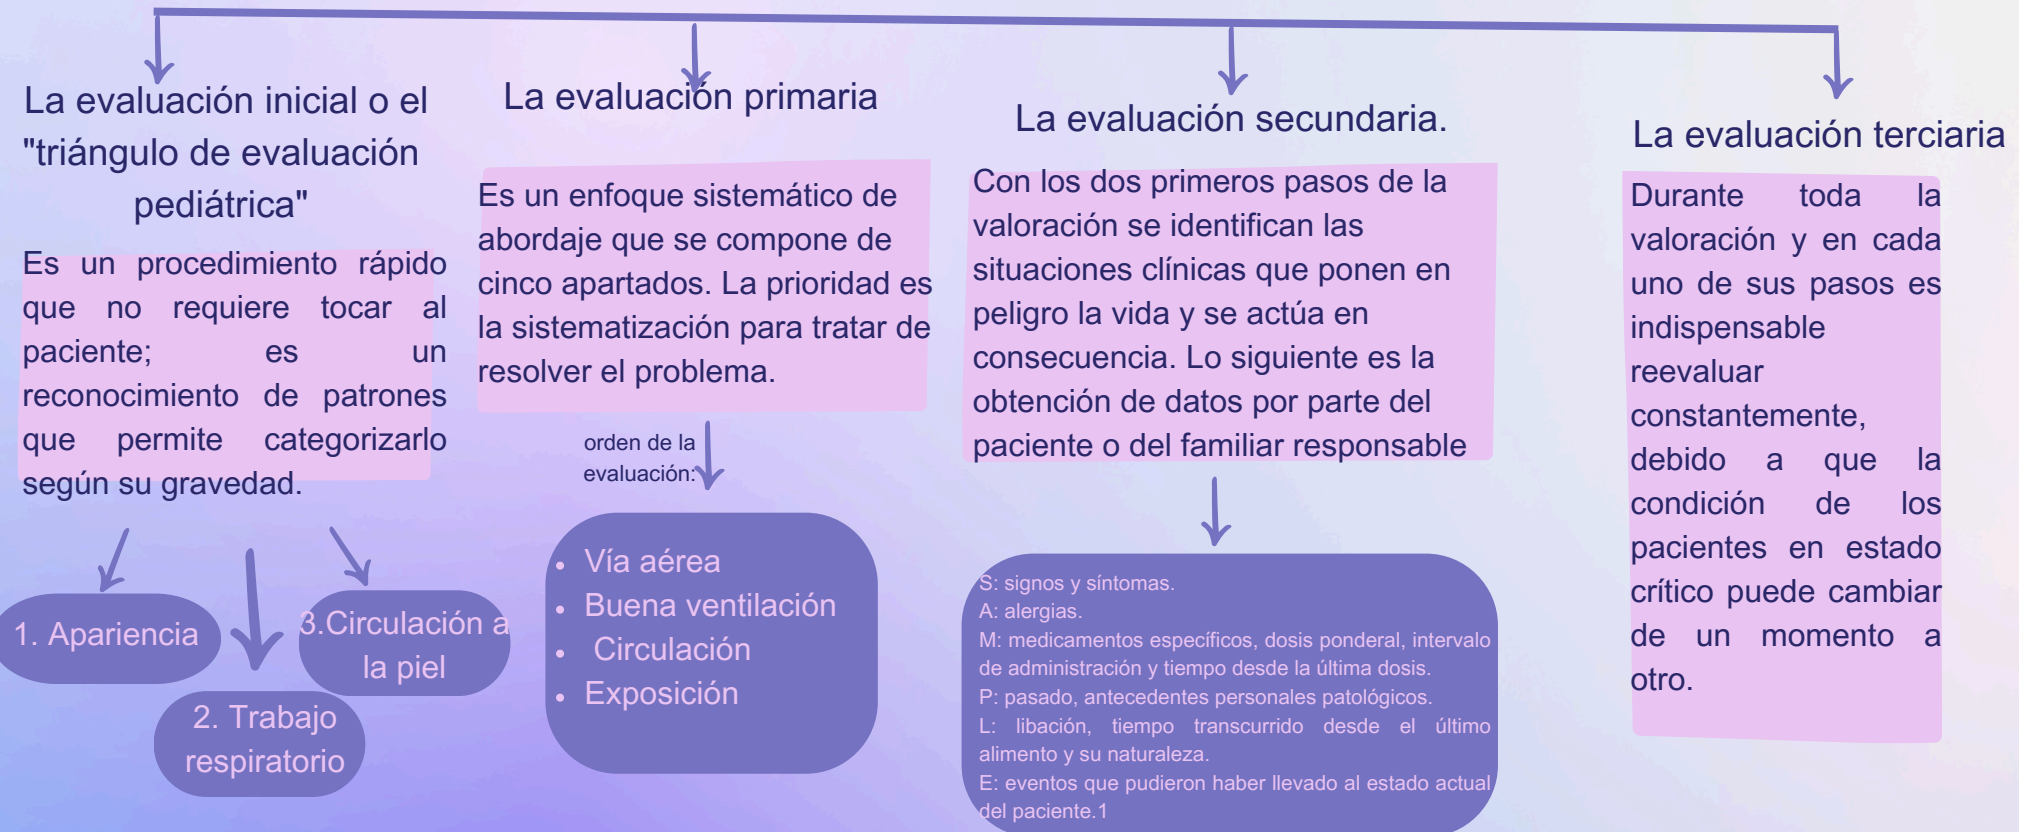 La evaluación inicial o el
"triángulo de evaluación
pediátrica"
Es un procedimiento rápido
que no requiere tocar al
paciente; es un
reconocimiento de patrones
que permite categorizarlo
según su gravedad.
1. Apariencia
2. Trabajo
respiratorio
3.Circulación a
la piel
La evaluación primaria
Es un enfoque sistemático de
abordaje que se compone de
cinco apartados. La prioridad es
la sistematización para tratar de
resolver el problema.
orden de la
evaluación:
• Vía aérea
• Buena ventilación
• Circulación
• Exposición
La evaluación secundaria.
Con los dos primeros pasos de la
valoración se identifican las
situaciones clínicas que ponen en
peligro la vida y se actúa en
consecuencia. Lo siguiente es la
obtención de datos por parte del
paciente o del familiar responsable
S: signos y síntomas.
A: alergias.
M: medicamentos específicos, dosis ponderal, intervalo
de administración y tiempo desde la última dosis.
P: pasado, antecedentes personales patológicos.
L: libación, tiempo transcurrido desde el último
alimento y su naturaleza.
E: eventos que pudieron haber llevado al estado actual
del paciente.1
La evaluación terciaria
Durante toda la
valoración y en cada
uno de sus pasos es
indispensable
reevaluar
constantemente,
debido a que la
condición de los
pacientes en estado
crítico puede cambiar
de un momento a
otro.